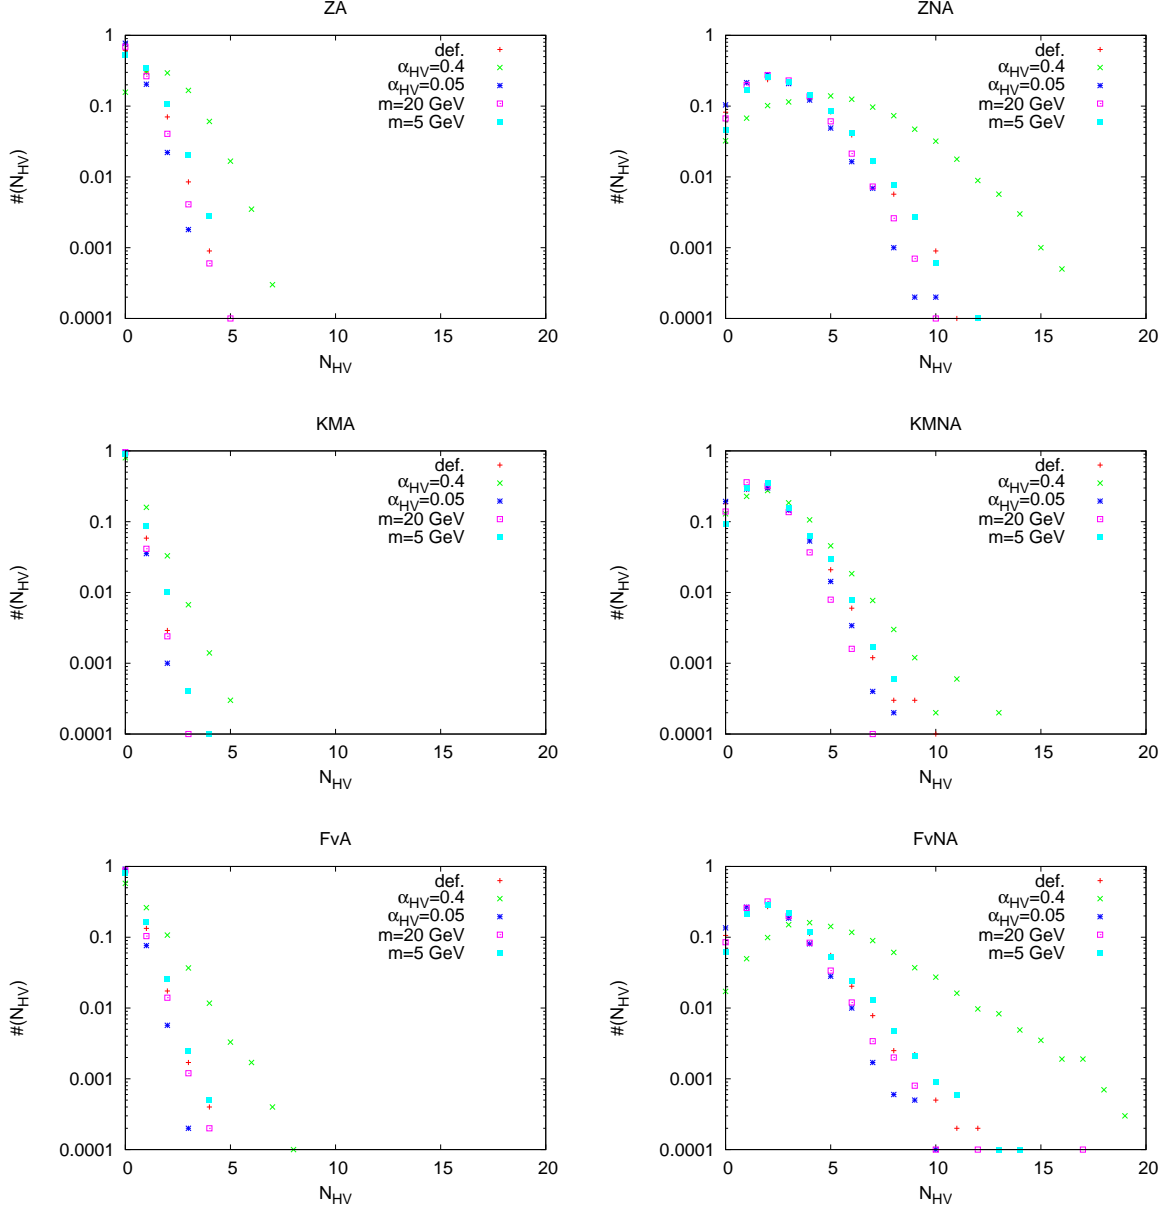 ZA
1
0.1
0.01
0.001
0.0001
#(N_HV)
0 5 10 15 20
N_HV
def.
α_HV=0.4
α_HV=0.05
m=20 GeV
m=5 GeV
ZNA
1
0.1
0.01
0.001
0.0001
#(N_HV)
0 5 10 15 20
N_HV
def.
α_HV=0.4
α_HV=0.05
m=20 GeV
m=5 GeV
KMA
1
0.1
0.01
0.001
0.0001
#(N_HV)
0 5 10 15 20
N_HV
def.
α_HV=0.4
α_HV=0.05
m=20 GeV
m=5 GeV
KMNA
1
0.1
0.01
0.001
0.0001
#(N_HV)
0 5 10 15 20
N_HV
def.
α_HV=0.4
α_HV=0.05
m=20 GeV
m=5 GeV
FvA
1
0.1
0.01
0.001
0.0001
#(N_HV)
0 5 10 15 20
N_HV
def.
α_HV=0.4
α_HV=0.05
m=20 GeV
m=5 GeV
FvNA
1
0.1
0.01
0.001
0.0001
#(N_HV)
0 5 10 15 20
N_HV
def.
α_HV=0.4
α_HV=0.05
m=20 GeV
m=5 GeV